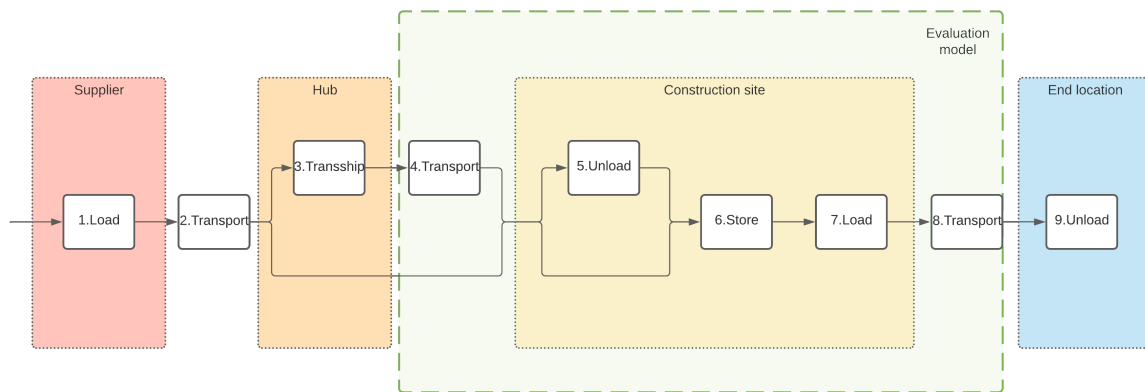 Evaluation
model
Supplier
Hub
Construction site
End location
3.Transship
4.Transport
5.Unload
1.Load
2.Transport
6.Store
7.Load
8.Transport
9.Unload